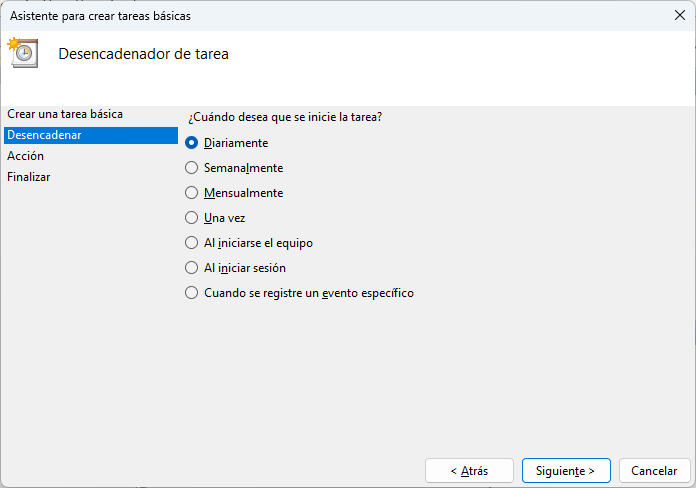 Asistente para crear tareas básicas
Desencadenador de tarea
Crear una tarea básica
Desencadenar
Acción
Finalizar
¿Cuándo desea que se inicie la tarea?
Diariamente
Semanalmente
Mensualmente
Una vez
Al iniciarse el equipo
Al iniciar sesión
Cuando se registre un evento específico
< Atrás
Siguiente >
Cancelar